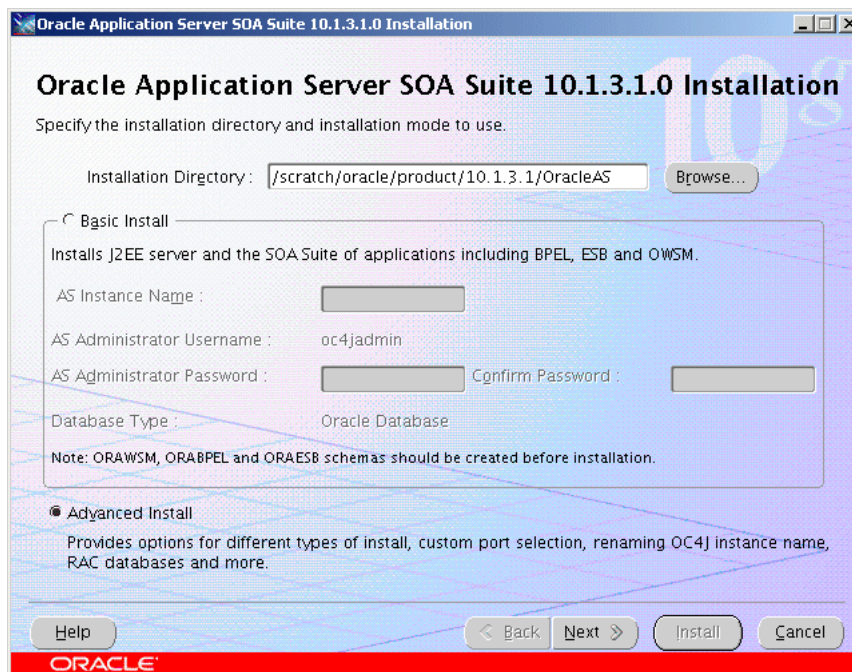 Oracle Application Server SOA Suite 10.1.3.1.0 Installation
10g
Oracle Application Server SOA Suite 10.1.3.1.0 Installation
Specify the installation directory and installation mode to use.
Installation Directory : /scratch/oracle/product/10.1.3.1/OracleAS Browse...
Basic Install
Installs J2EE server and the SOA Suite of applications including BPEL, ESB and OWSM.
AS Instance Name :
AS Administrator Username : oc4jadmin
AS Administrator Password : Confirm Password :
Database Type : Oracle Database
Note: ORAWSM, ORABPEL and ORAESB schemas should be created before installation.
Advanced Install
Provides options for different types of install, custom port selection, renaming OC4J instance name,
RAC databases and more.
Help Back Next Install Cancel
ORACLE